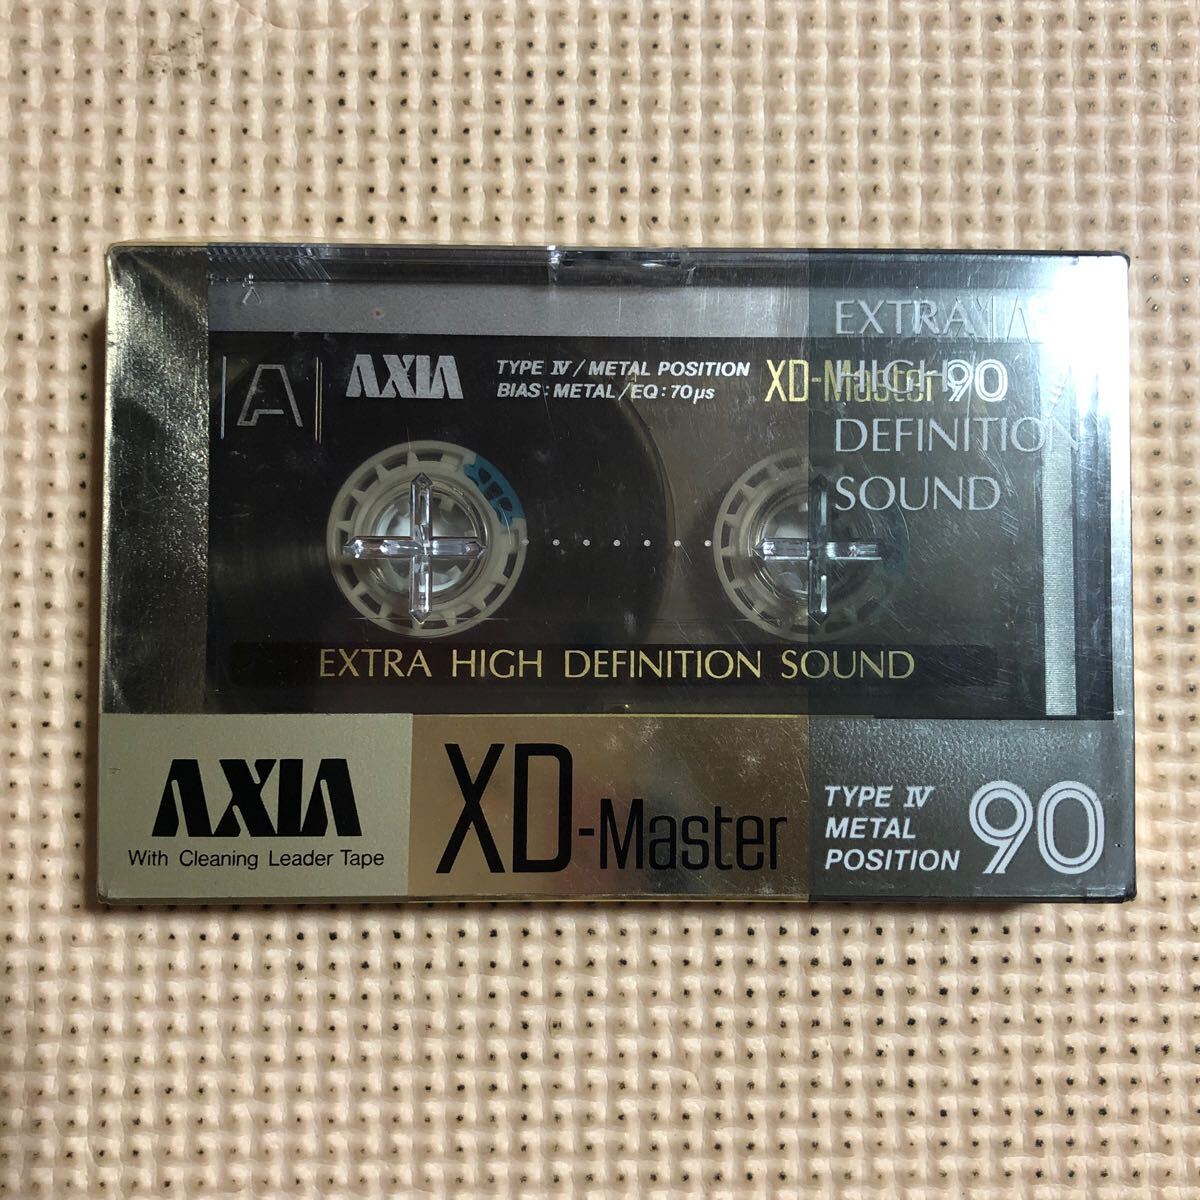 A
AXIA
TYPE IV / METAL POSITION
BIAS : METAL / EQ : 70µs
XD-Master 90
EXTRA
HIGH
DEFINITION
SOUND
EXTRA HIGH DEFINITION SOUND
AXIA
With Cleaning Leader Tape
XD-Master
TYPE IV
METAL
POSITION
90